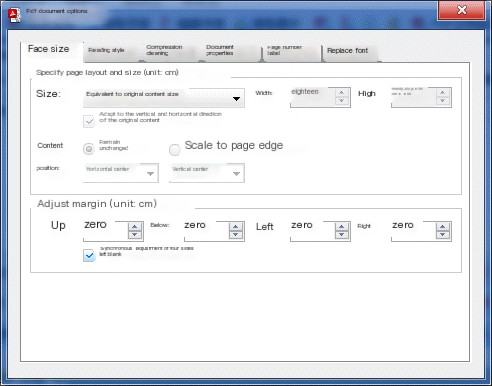 Pdf document options
Face size
Reading style
Compression
cleaning
Document
properties
Page number
label
Replace font
Specify page layout and size (unit: cm)
Size:
Equivalent to original content size
Width:
eighteen
High
Adapt to the vertical and horizontal direction
of the original content
Content
Remain
unchanged
Scale to page edge
position:
Horizontal center
Vertical center
Adjust margin (unit: cm)
Up
zero
Below:
zero
Left
zero
Right
zero
Synchronous adjustment of four sides
left blank